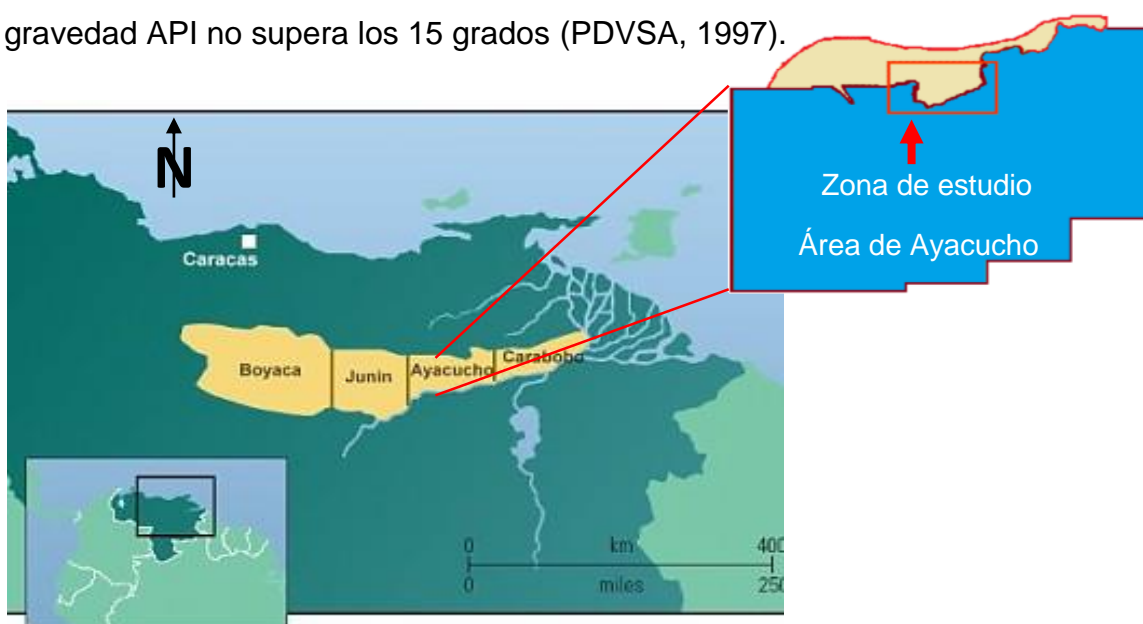 gravedad API no supera los 15 grados (PDVSA, 1997).
Zona de estudio
Área de Ayacucho
N
Caracas
Boyaca
Junin
Ayacucho
Carabobo
0 km 400
0 miles